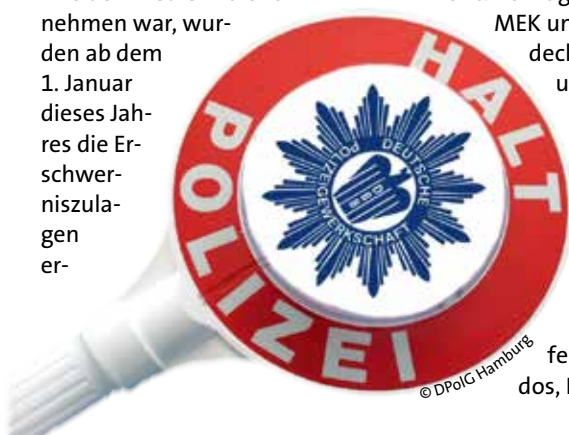 nehmen war, wur-
den ab dem
1. Januar
dieses Jah-
res die Er-
schwer-
niszula-
gen
er-
HALT
POLIZEI
DEUTSCHE
POLIZEIGEWERKSCHAFT
© DPolG Hamburg
MEK un
dech
u
fe
dos,